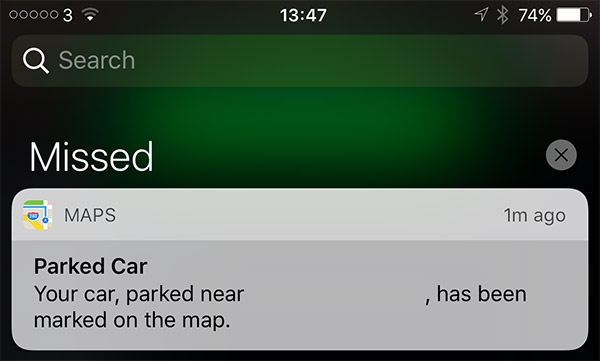 3 13:47 74%
Search
Missed
MAPS 1m ago
Parked Car
Your car, parked near , has been
marked on the map.